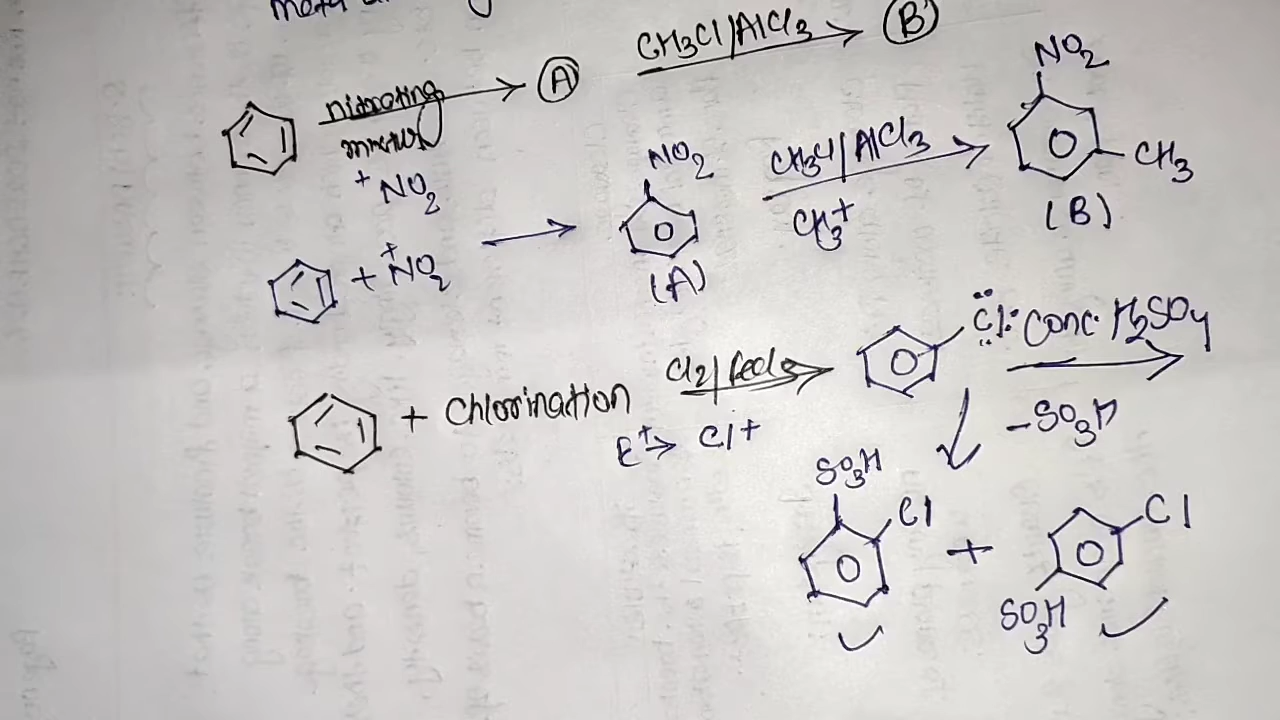 meta
nitrating mixture → (A) CH3Cl/AlCl3 → (B)
+NO2
+ +NO2 → NO2 (A) CH3Cl/AlCl3 CH3+ → NO2 CH3 (B)
+ Chlorination Cl2/FeCl3 → Cl: Conc. H2SO4 →
E+→ Cl+
-SO3H
SO3H Cl + Cl SO3H